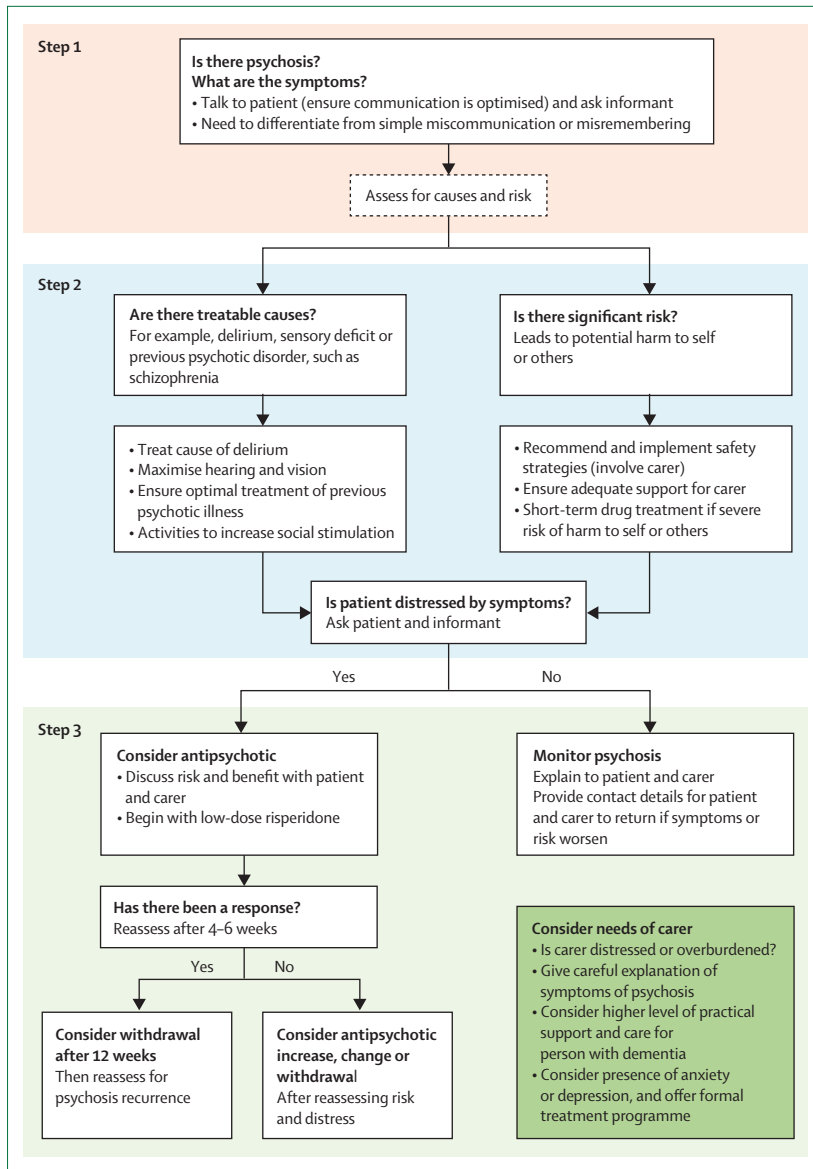 Step 1
Is there psychosis?
What are the symptoms?
• Talk to patient (ensure communication is optimised) and ask informant
• Need to differentiate from simple miscommunication or misremembering
Assess for causes and risk
Step 2
Are there treatable causes?
For example, delirium, sensory deficit or
previous psychotic disorder, such as
schizophrenia
Is there significant risk?
Leads to potential harm to self
or others
• Treat cause of delirium
• Maximise hearing and vision
• Ensure optimal treatment of previous
psychotic illness
• Activities to increase social stimulation
• Recommend and implement safety
strategies (involve carer)
• Ensure adequate support for carer
• Short-term drug treatment if severe
risk of harm to self or others
Is patient distressed by symptoms?
Ask patient and informant
Yes
No
Step 3
Consider antipsychotic
• Discuss risk and benefit with patient
and carer
• Begin with low-dose risperidone
Monitor psychosis
Explain to patient and carer
Provide contact details for patient
and carer to return if symptoms or
risk worsen
Has there been a response?
Reassess after 4–6 weeks
Yes
No
Consider withdrawal
after 12 weeks
Then reassess for
psychosis recurrence
Consider antipsychotic
increase, change or
withdrawal
After reassessing risk
and distress
Consider needs of carer
• Is carer distressed or overburdened?
• Give careful explanation of
symptoms of psychosis
• Consider higher level of practical
support and care for
person with dementia
• Consider presence of anxiety
or depression, and offer formal
treatment programme